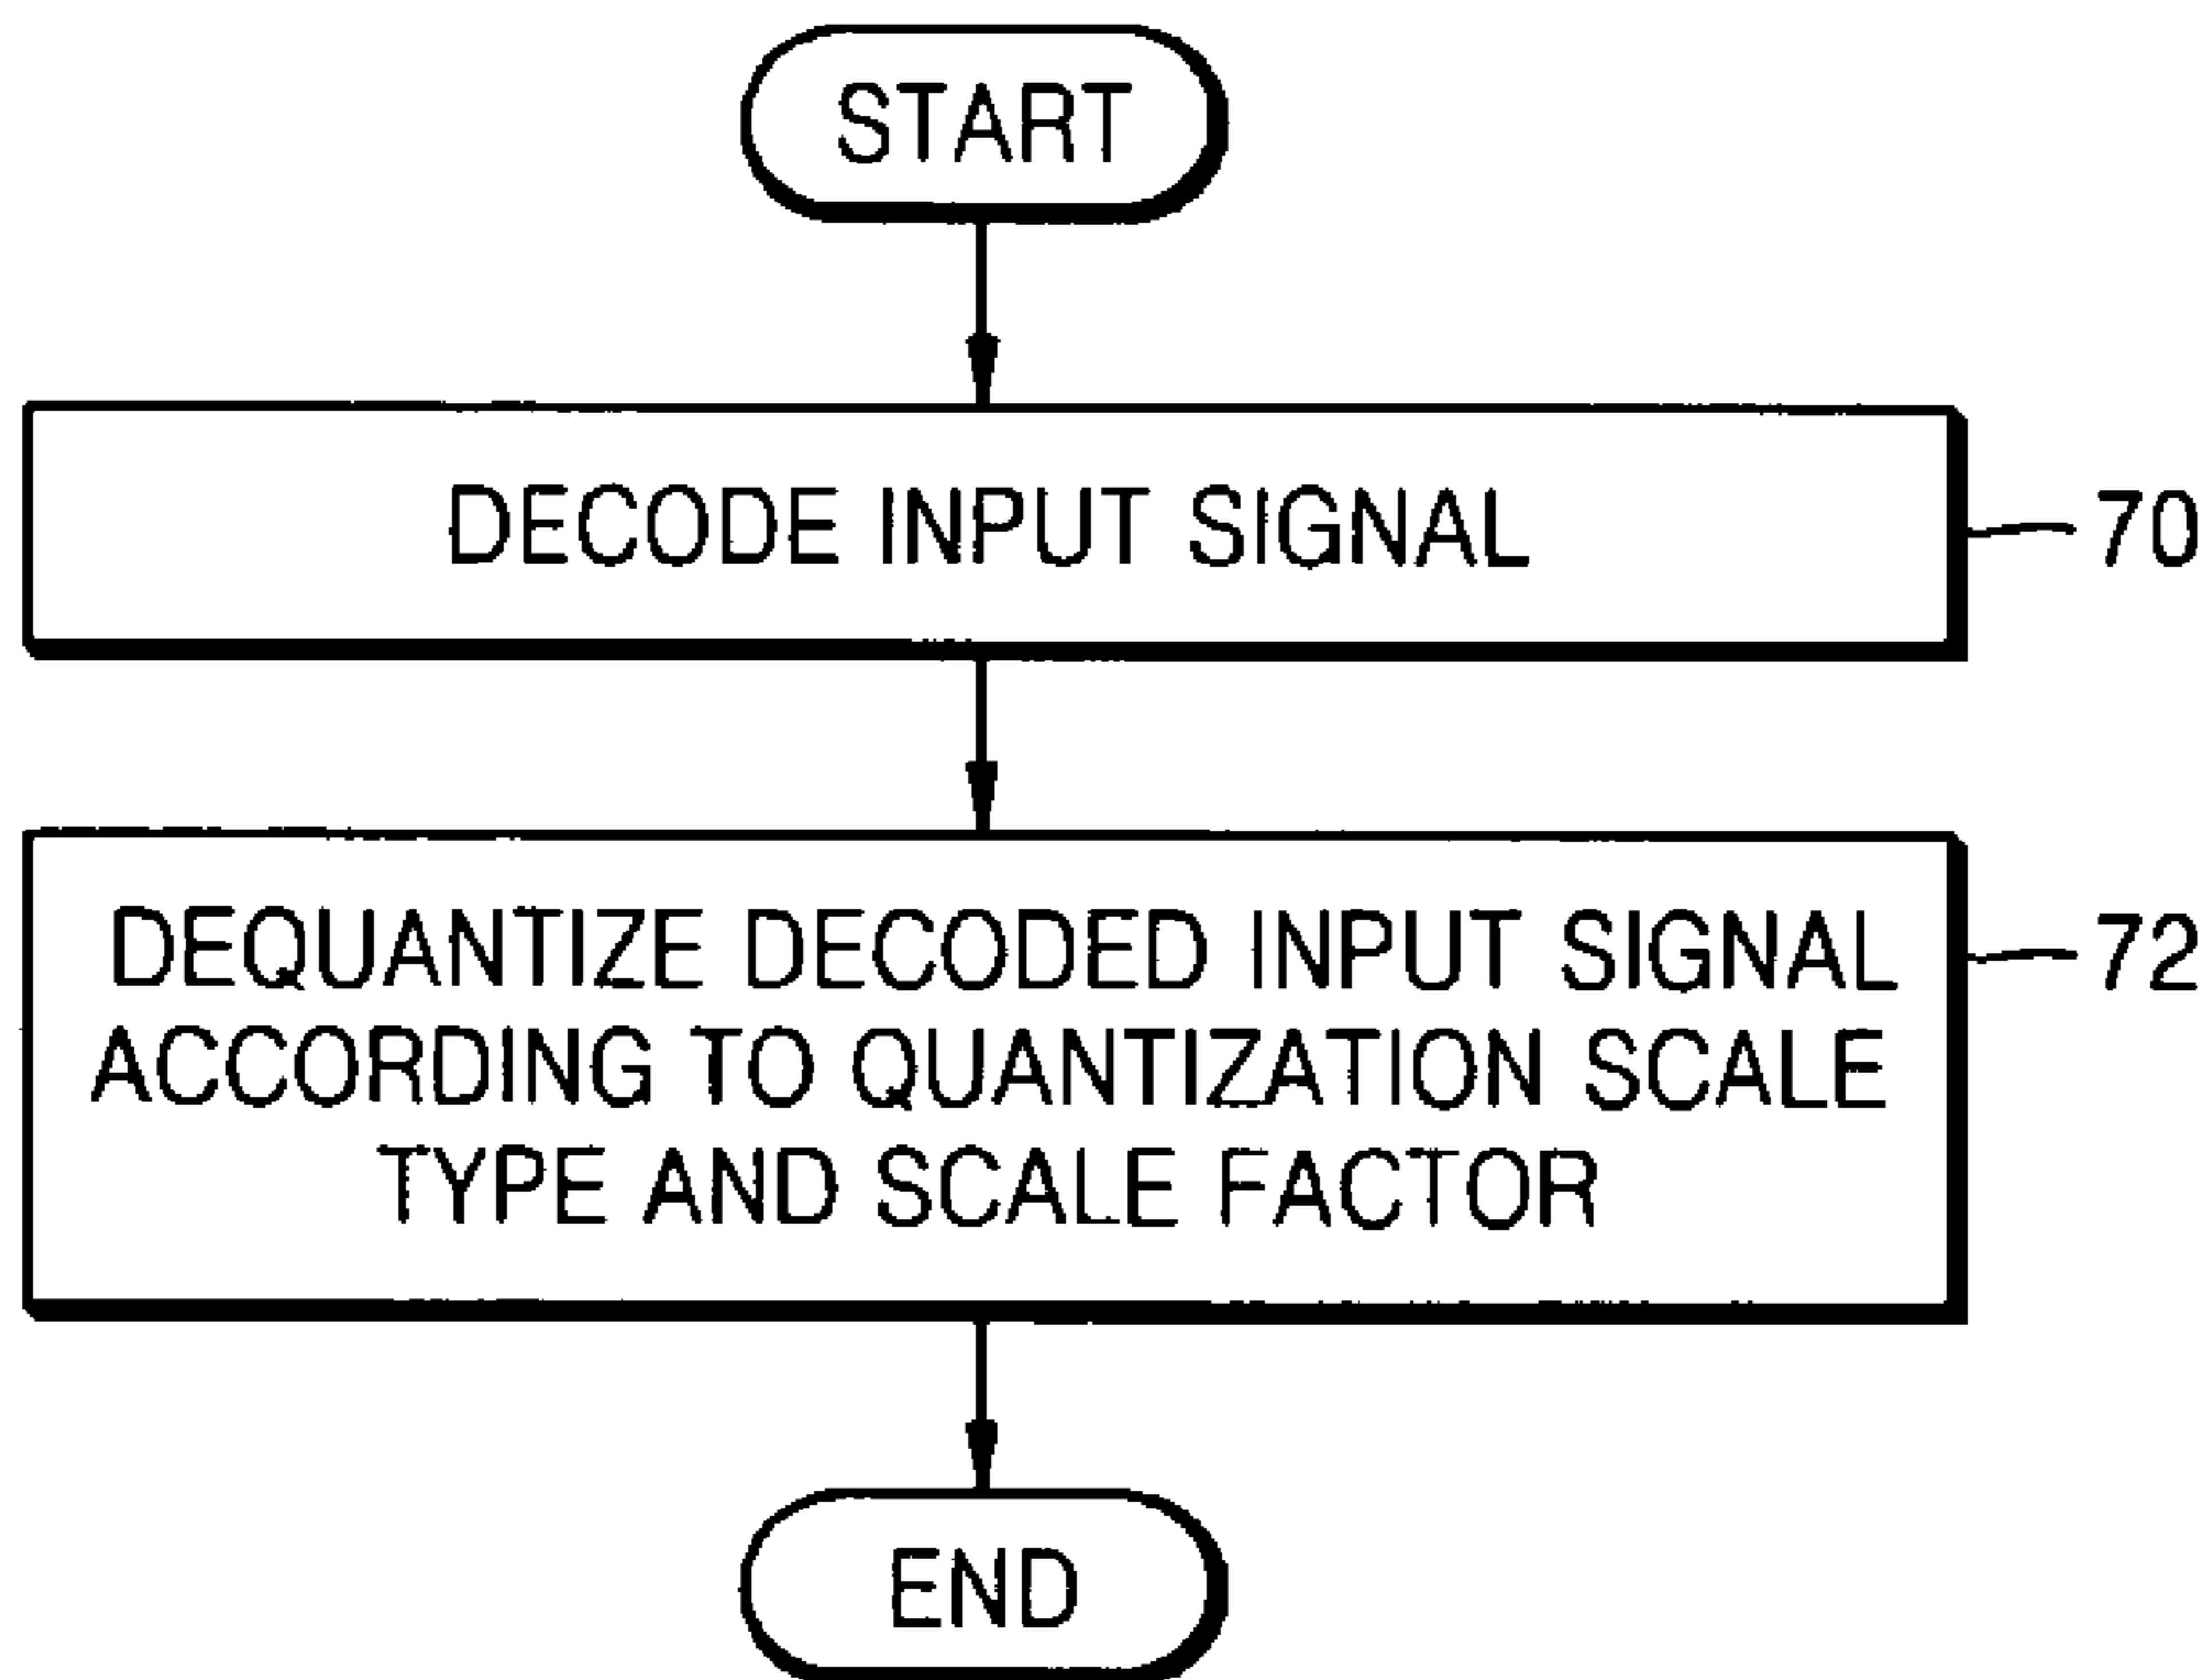 START
DECODE INPUT SIGNAL
70
DEQUANTIZE DECODED INPUT SIGNAL
72
ACCORDING TO QUANTIZATION SCALE
TYPE AND SCALE FACTOR
END